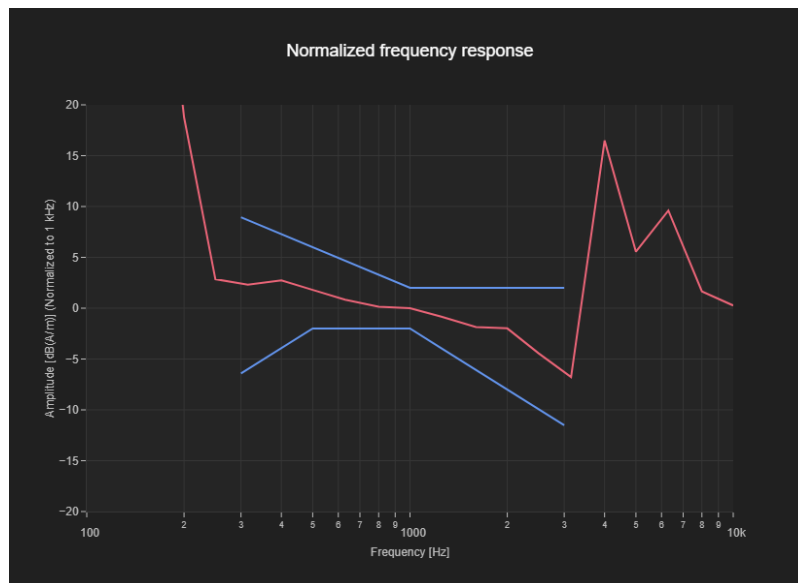 Normalized frequency response
Amplitude [dB(A/m)] (Normalized to 1 kHz)
20
15
10
5
0
−5
−10
−15
−20
100 2 3 4 5 6 7 8 9 1000 2 3 4 5 6 7 8 9 10k
Frequency [Hz]